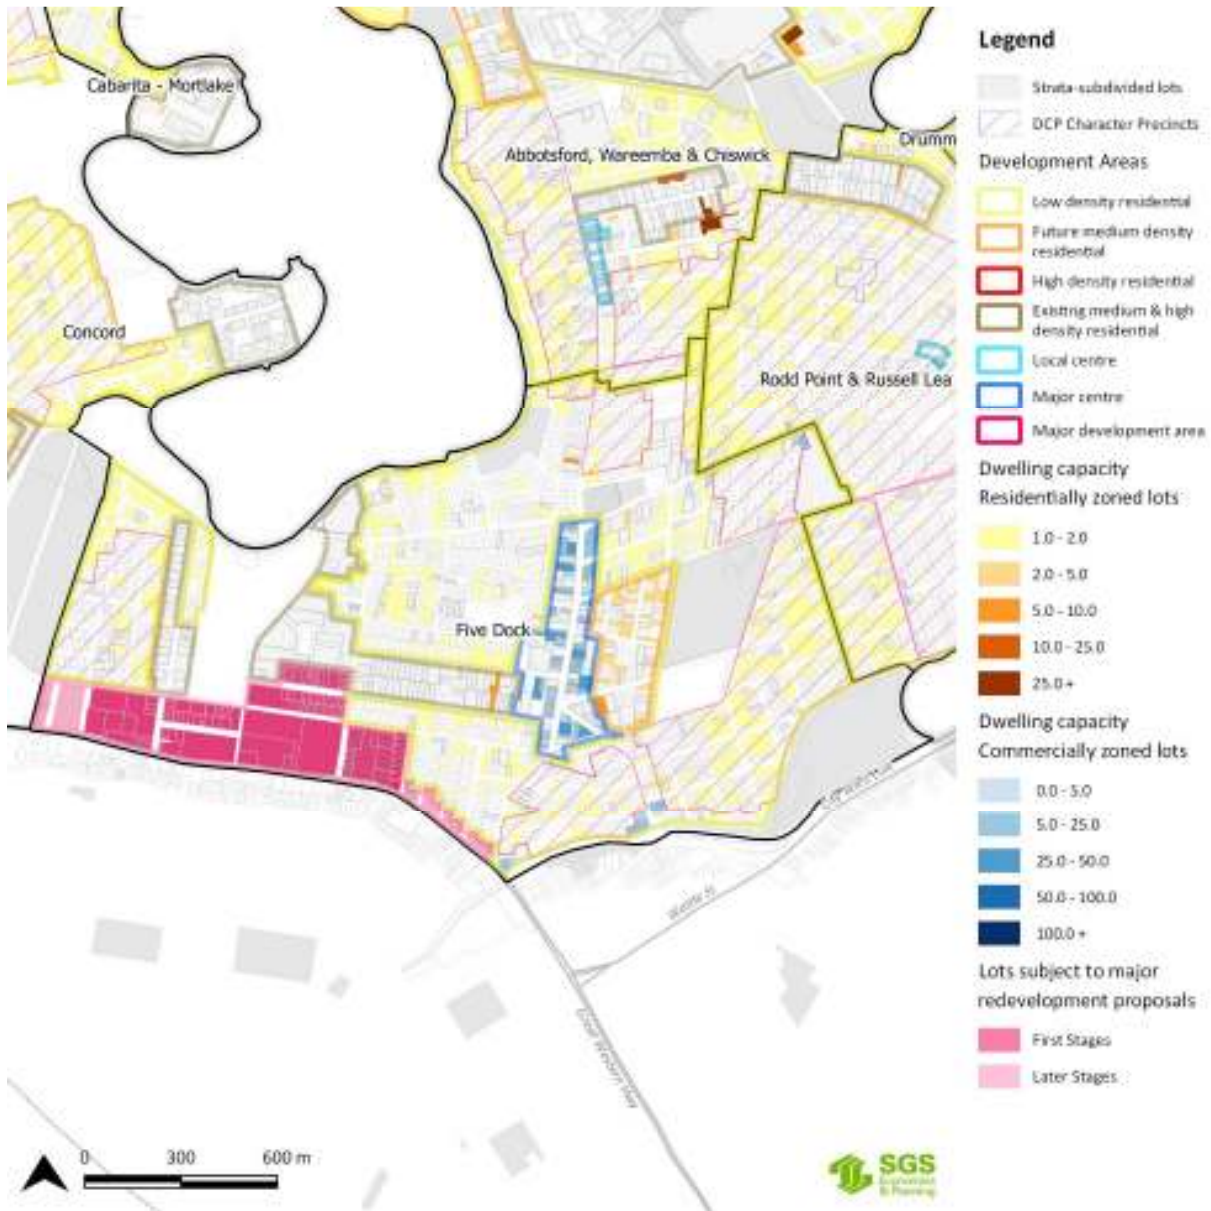 Cabarita - Mortlake
Abbotsford, Wareemba & Chiswick
Drumm
Concord
Rodd Point & Russell Lea
Five Dock
Great Western Hwy
0 300 600 m
SGS
Economics
& Planning
Legend
Strata-subdivided lots
DCP Character Precincts
Development Areas
Low density residential
Future medium density
residential
High density residential
Existing medium & high
density residential
Local centre
Major centre
Major development area
Dwelling capacity
Residentially zoned lots
1.0 - 2.0
2.0 - 5.0
5.0 - 10.0
10.0 - 25.0
25.0 +
Dwelling capacity
Commercially zoned lots
0.0 - 5.0
5.0 - 25.0
25.0 - 50.0
50.0 - 100.0
100.0 +
Lots subject to major
redevelopment proposals
First Stages
Later Stages